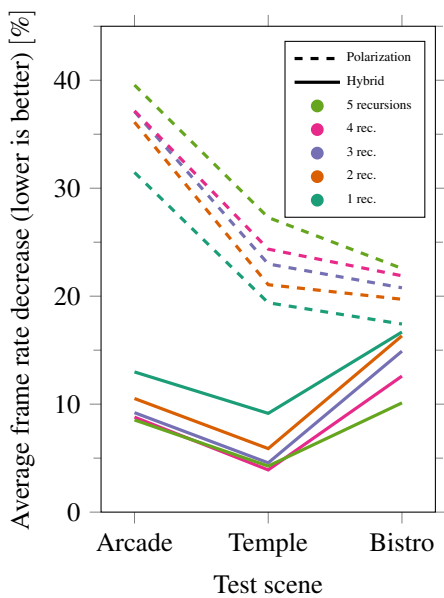 Average frame rate decrease (lower is better) [%]
40
30
20
10
0
Polarization
Hybrid
5 recursions
4 rec.
3 rec.
2 rec.
1 rec.
Arcade Temple Bistro
Test scene